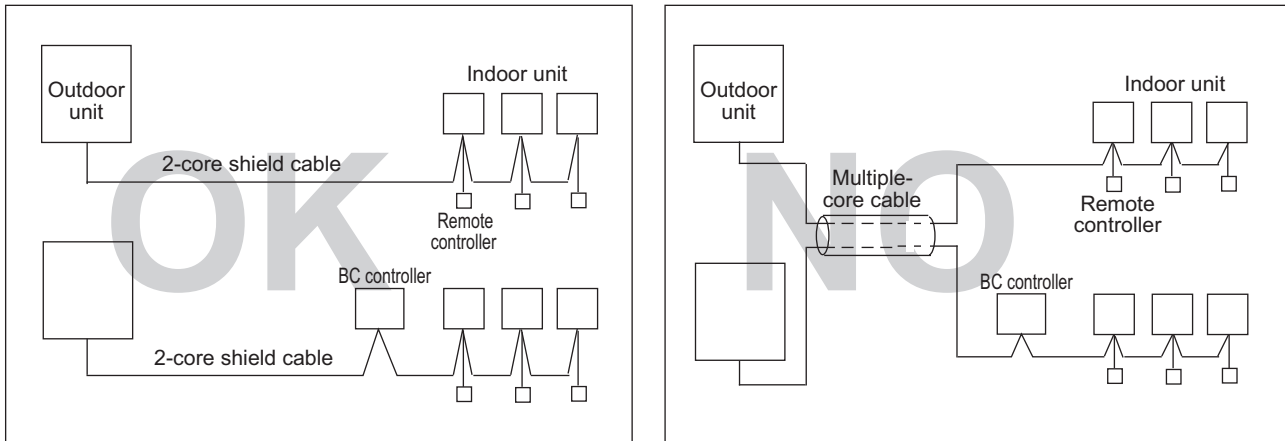 Outdoor
unit
Indoor unit
2-core shield cable
Remote
controller
BC controller
2-core shield cable
OK
Outdoor
unit
Indoor unit
Multiple-
core cable
Remote
controller
BC controller
NO